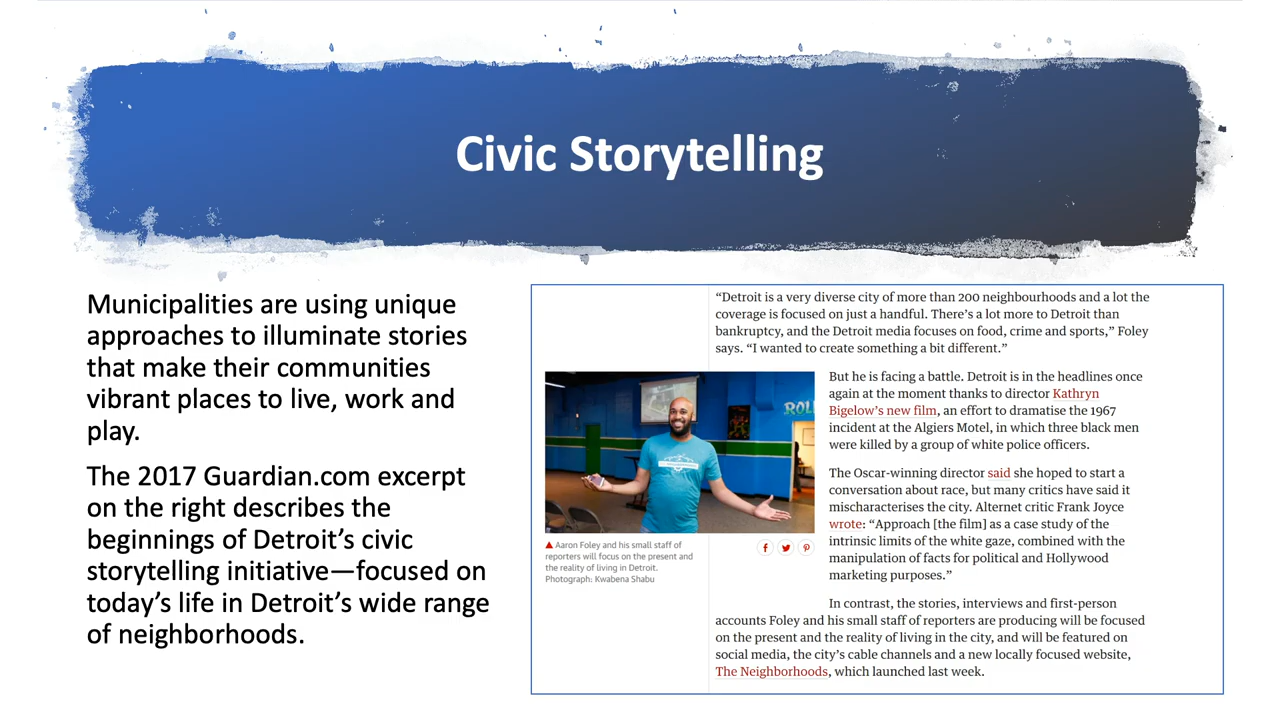 Civic Storytelling
Municipalities are using unique
approaches to illuminate stories
that make their communities
vibrant places to live, work and
play.
The 2017 Guardian.com excerpt
on the right describes the
beginnings of Detroit’s civic
storytelling initiative—focused on
today’s life in Detroit’s wide range
of neighborhoods.
“Detroit is a very diverse city of more than 200 neighbourhoods and a lot the
coverage is focused on just a handful. There’s a lot more to Detroit than
bankruptcy, and the Detroit media focuses on food, crime and sports,” Foley
says. “I wanted to create something a bit different.”
ROLL
▲ Aaron Foley and his small staff of
reporters will focus on the present and
the reality of living in Detroit.
Photograph: Kwabena Shabu
But he is facing a battle. Detroit is in the headlines once
again at the moment thanks to director Kathryn
Bigelow’s new film, an effort to dramatise the 1967
incident at the Algiers Motel, in which three black men
were killed by a group of white police officers.
The Oscar-winning director said she hoped to start a
conversation about race, but many critics have said it
mischaracterises the city. Alternet critic Frank Joyce
wrote: “Approach [the film] as a case study of the
intrinsic limits of the white gaze, combined with the
manipulation of facts for political and Hollywood
marketing purposes.”
In contrast, the stories, interviews and first-person
accounts Foley and his small staff of reporters are producing will be focused
on the present and the reality of living in the city, and will be featured on
social media, the city’s cable channels and a new locally focused website,
The Neighborhoods, which launched last week.